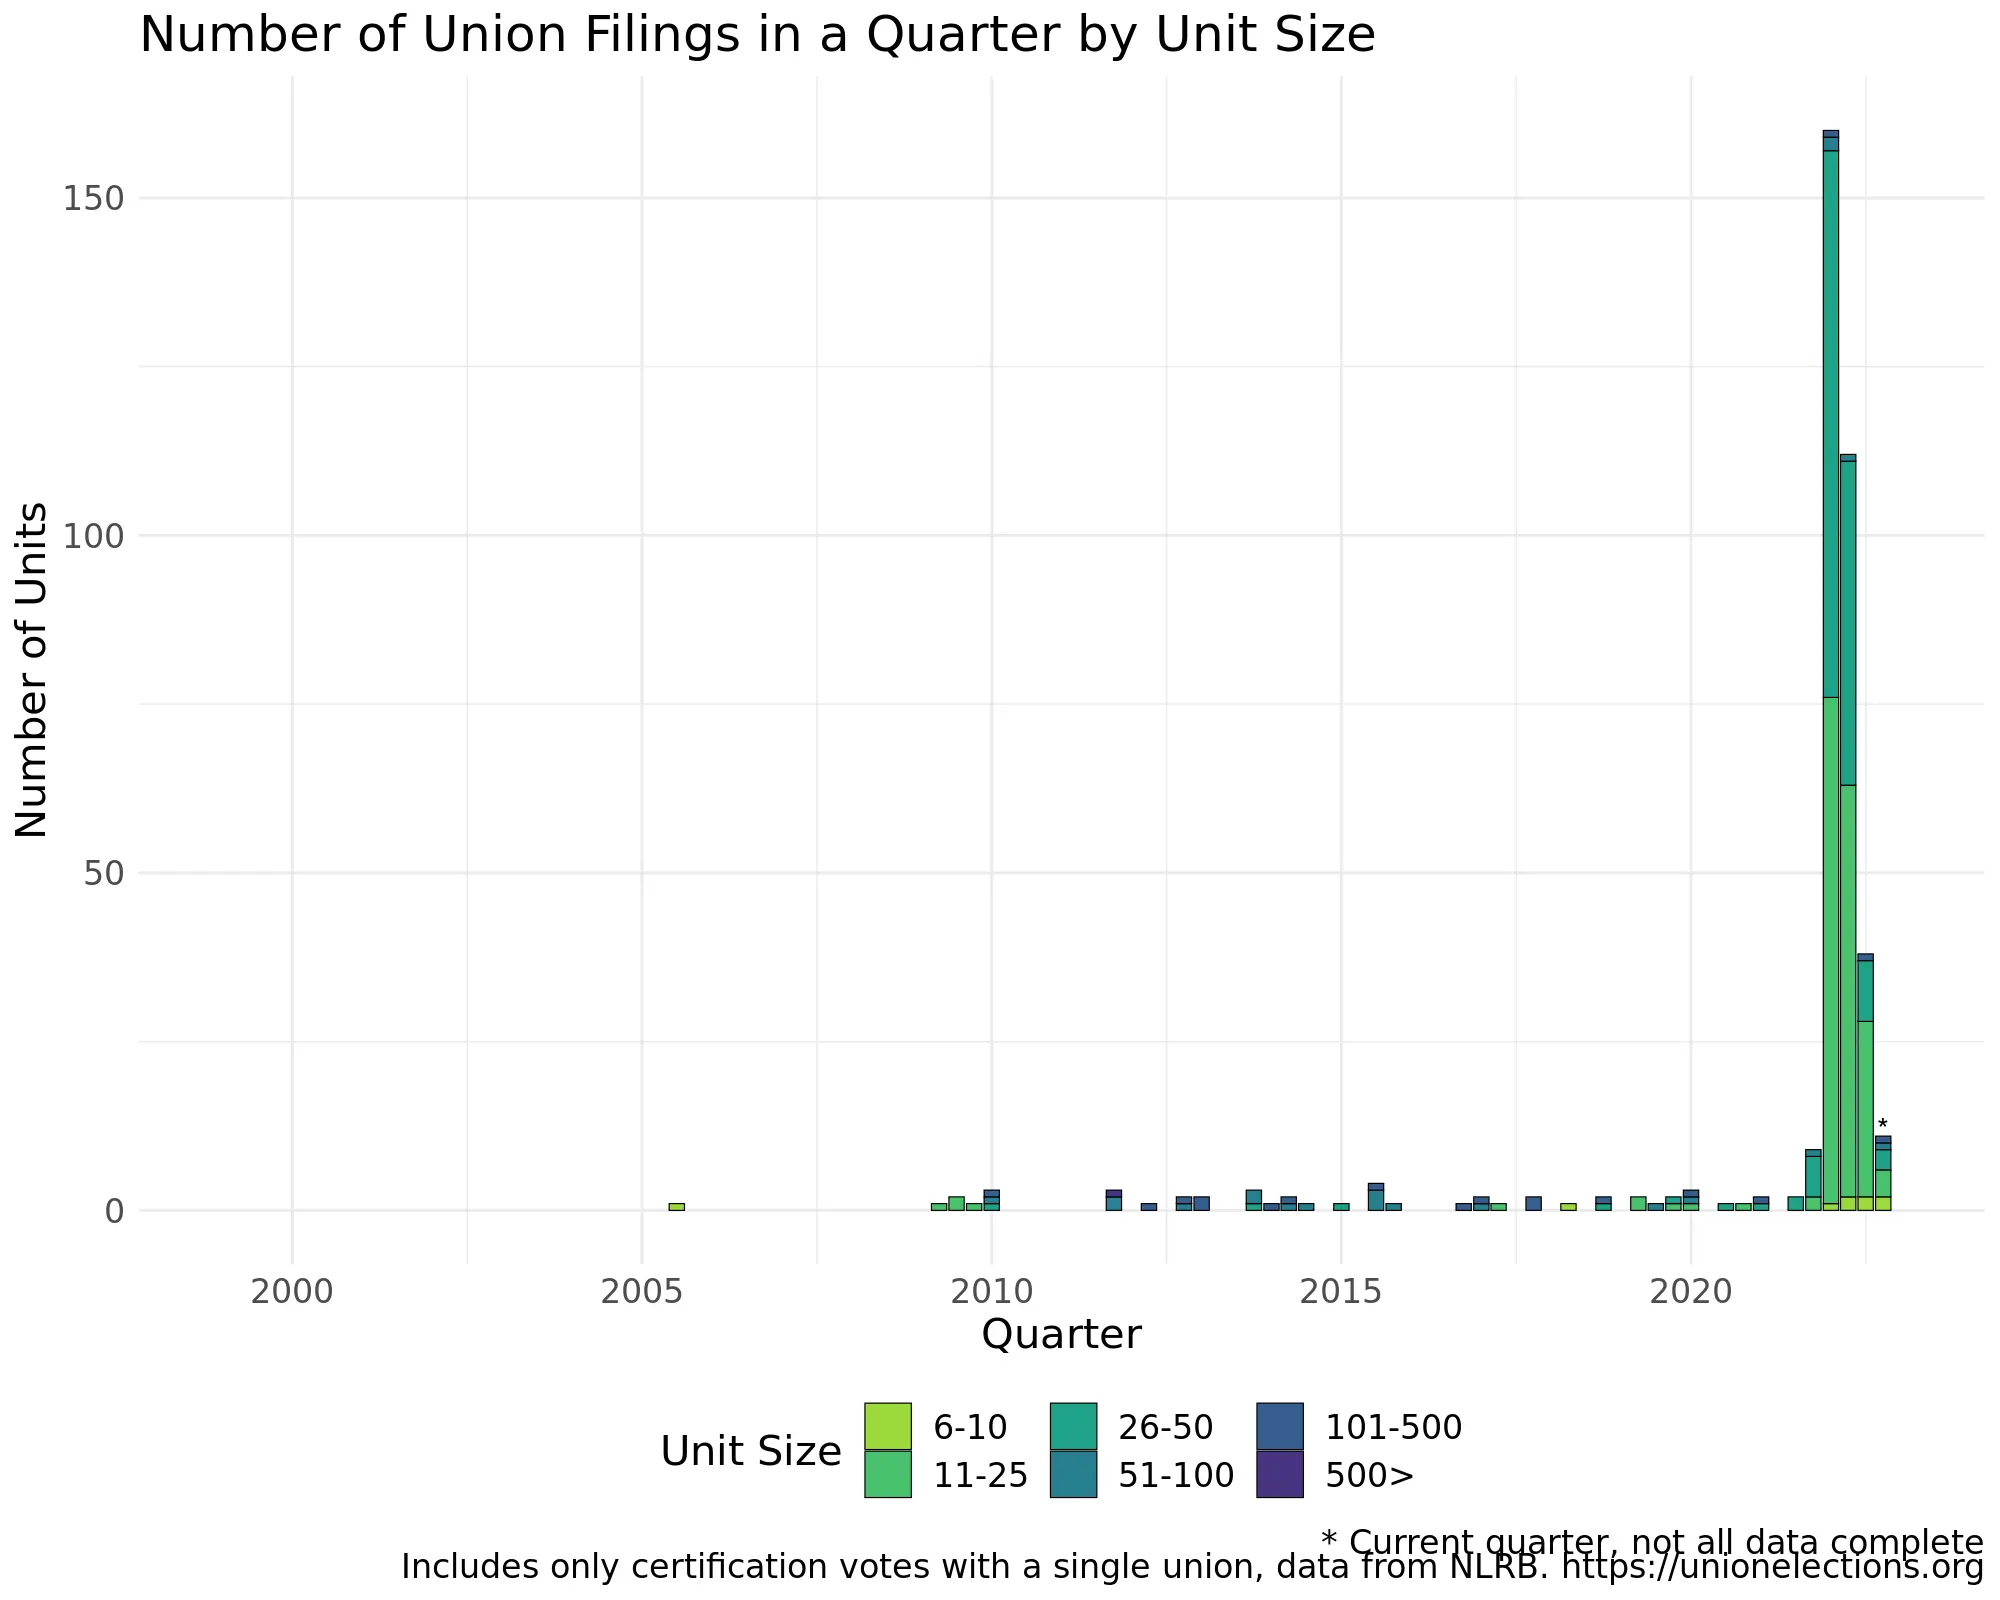 Number of Union Filings in a Quarter by Unit Size
Number of Units
150
100
50
0
*
2000 2005 2010 2015 2020
Quarter
Unit Size
6-10 26-50 101-500
11-25 51-100 500>
* Current quarter, not all data complete
Includes only certification votes with a single union, data from NLRB. https://unionelections.org